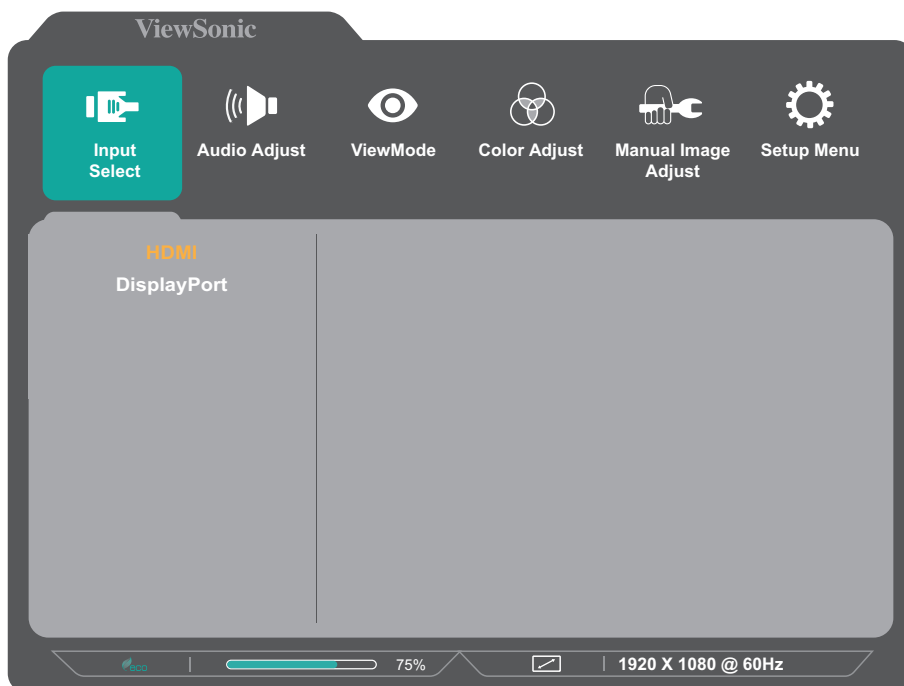 ViewSonic
Input
Select
Audio Adjust
ViewMode
Color Adjust
Manual Image
Adjust
Setup Menu
HDMI
DisplayPort
eco
75%
1920 X 1080 @ 60Hz